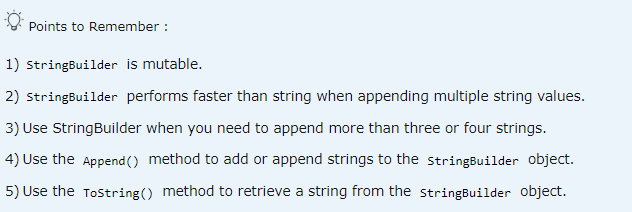 Points to Remember :
1) StringBuilder is mutable.
2) StringBuilder performs faster than string when appending multiple string values.
3) Use StringBuilder when you need to append more than three or four strings.
4) Use the Append() method to add or append strings to the StringBuilder object.
5) Use the ToString() method to retrieve a string from the StringBuilder object.